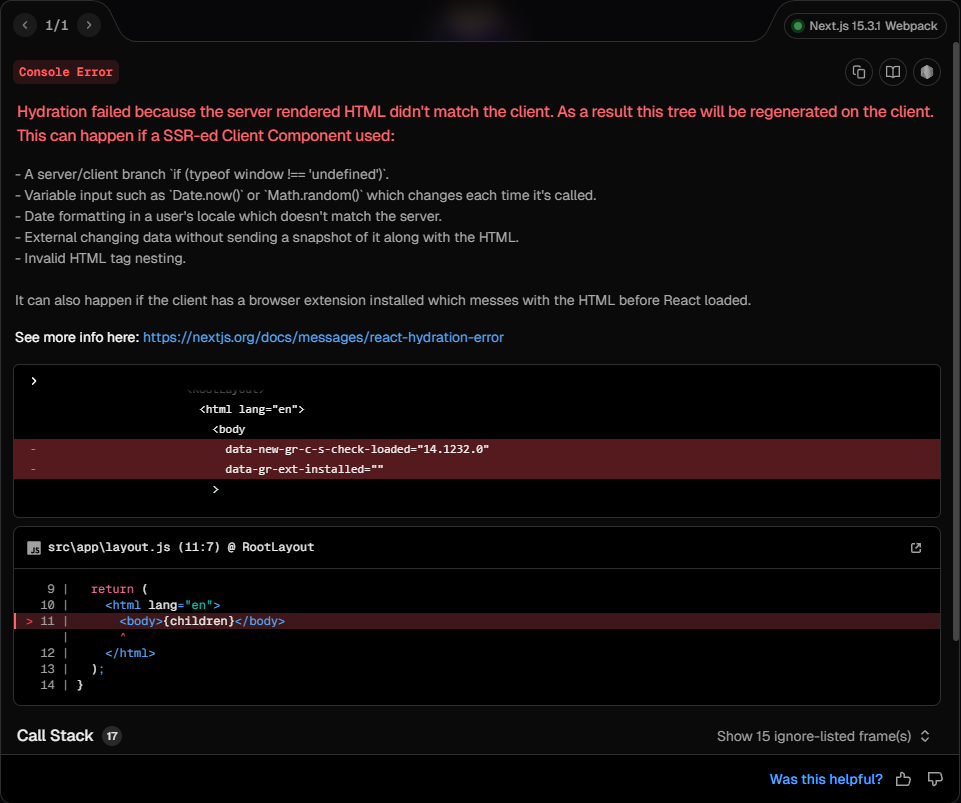 1/1
Next.js 15.3.1 Webpack
Console Error
Hydration failed because the server rendered HTML didn't match the client. As a result this tree will be regenerated on the client.
This can happen if a SSR-ed Client Component used:
- A server/client branch `if (typeof window !== 'undefined')`.
- Variable input such as `Date.now()` or `Math.random()` which changes each time it's called.
- Date formatting in a user's locale which doesn't match the server.
- External changing data without sending a snapshot of it along with the HTML.
- Invalid HTML tag nesting.
It can also happen if the client has a browser extension installed which messes with the HTML before React loaded.
See more info here: https://nextjs.org/docs/messages/react-hydration-error
<RootLayout>
<html lang="en">
<body
- data-new-gr-c-s-check-loaded="14.1232.0"
- data-gr-ext-installed=""
>
JS src\app\layout.js (11:7) @ RootLayout
9 | return (
10 | <html lang="en">
> 11 | <body>{children}</body>
| ^
12 | </html>
13 | );
14 | }
Call Stack 17
Show 15 ignore-listed frame(s)
Was this helpful?